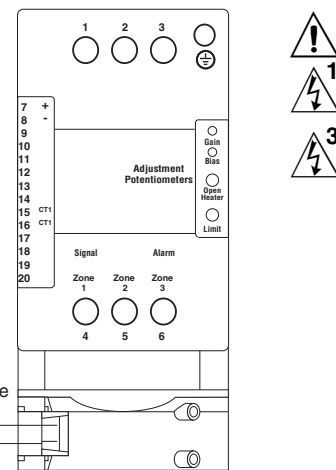 1 2 3
1
3
7 +
8 -
9
10
11
12
13
14
15 CT1
16 CT1
17
18
19
20
Gain
Bias
Adjustment
Potentiometers
Open
Heater
Limit
Signal Alarm
Zone Zone Zone
1 2 3
4 5 6
e